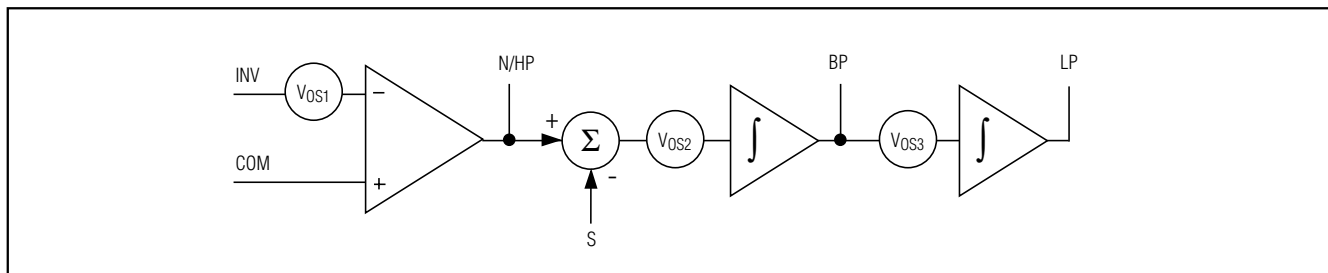 N/HP
BP
LP
INV
VOS1
−
+
Σ
VOS2
∫
VOS3
∫
COM
+
-
S